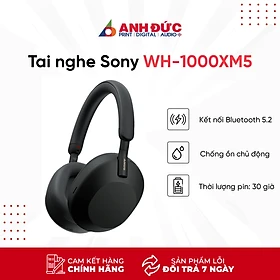 ANH ĐỨC
PRINT | DIGITAL | AUDIO
Tai nghe Sony WH-1000XM5
Kết nối Bluetooth 5.2
Chống ồn chủ động
Thời lượng pin: 30 giờ
CAM KẾT HÀNG
CHÍNH HÃNG
SẢN PHẨM LỖI
ĐỔI TRẢ 7 NGÀY